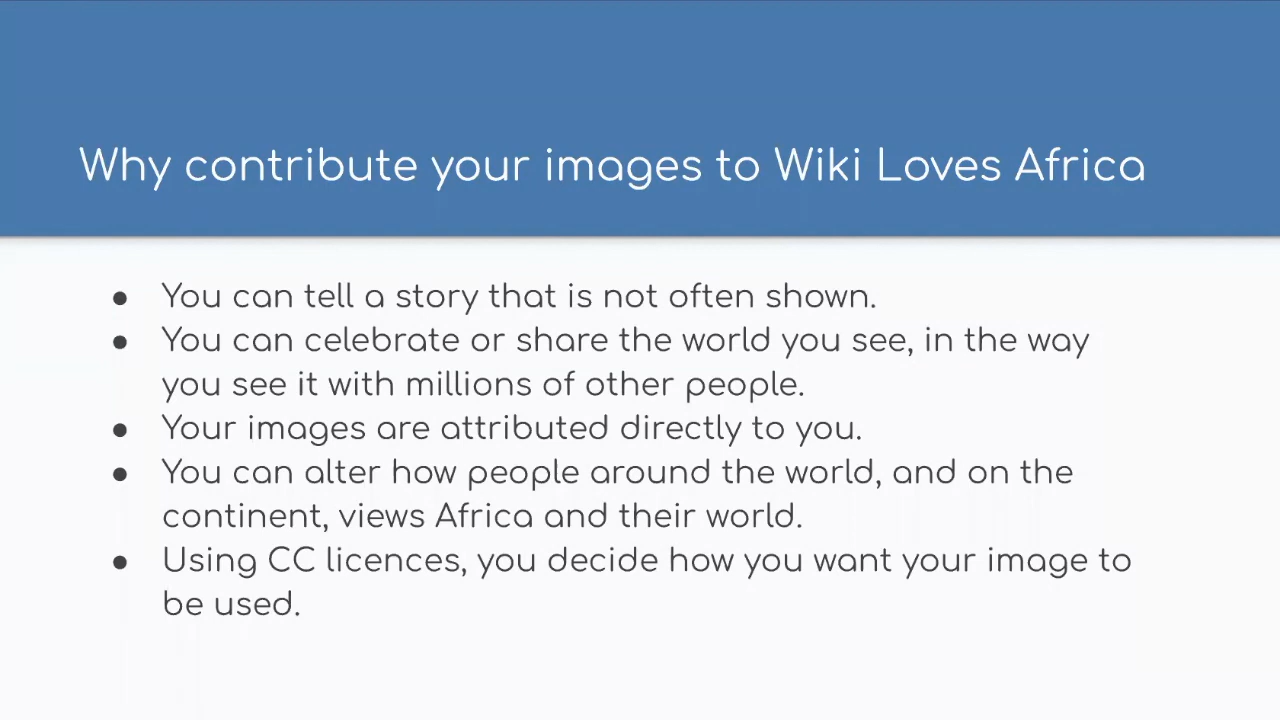 Why contribute your images to Wiki Loves Africa
● You can tell a story that is not often shown.
● You can celebrate or share the world you see, in the way
you see it with millions of other people.
● Your images are attributed directly to you.
● You can alter how people around the world, and on the
continent, views Africa and their world.
● Using CC licences, you decide how you want your image to
be used.